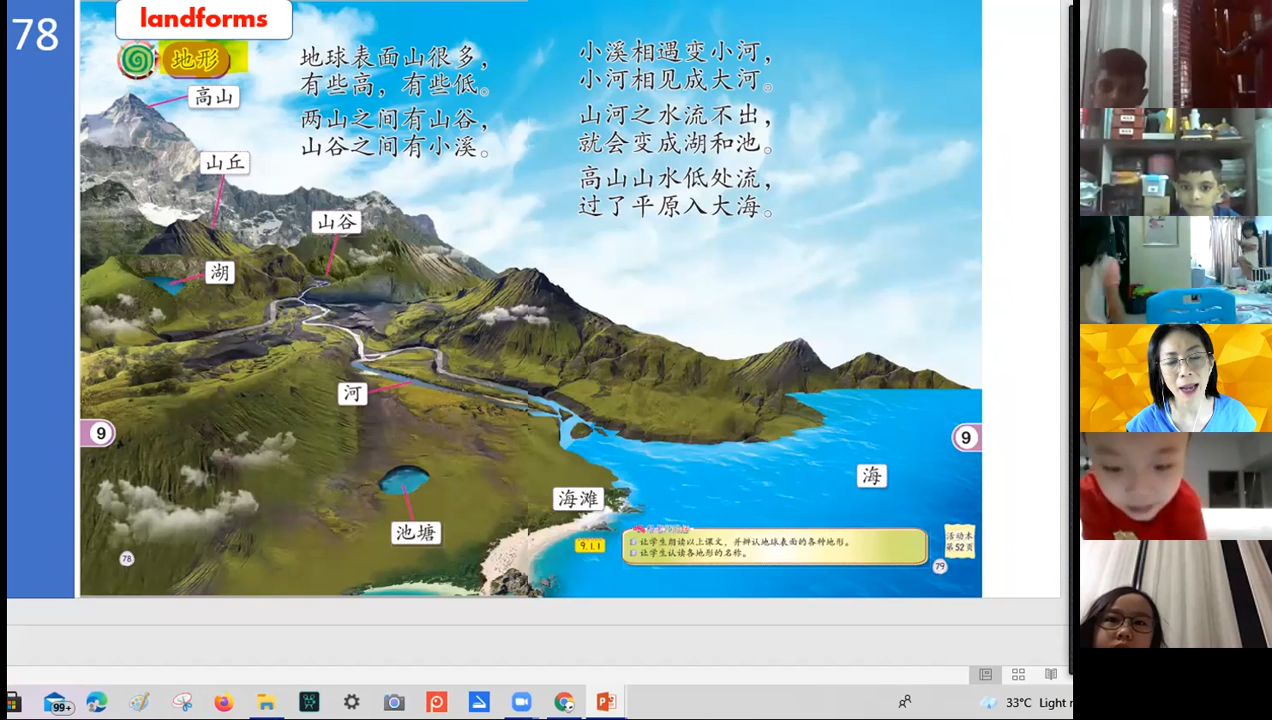 78
landforms
地形
地球表面山很多，
有些高，有些低。
两山之间有山谷，
山谷之间有小溪。
小溪相遇变小河，
小河相见成大河。
山河之水流不出，
就会变成湖和池。
高山山水低处流，
过了平原入大海。
高山
山丘
山谷
湖
河
9
9
海
海滩
池塘
9.1.1
让学生朗读以上课文，并辨认地球表面的各种地形。
让学生认读各地形的名称。
活动本
第52页
78
79
99+
33°C Light r